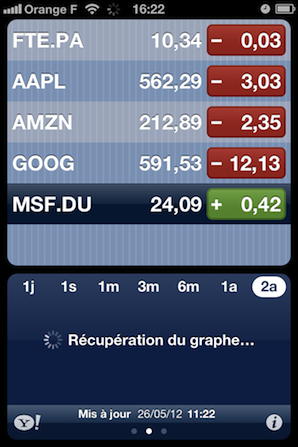 Orange F 16:22
FTE.PA 10,34 − 0,03
AAPL 562,29 − 3,03
AMZN 212,89 − 2,35
GOOG 591,53 − 12,13
MSF.DU 24,09 + 0,42
1j 1s 1m 3m 6m 1a 2a
Récupération du graphe...
Y! Mis à jour 26/05/12 11:22 i